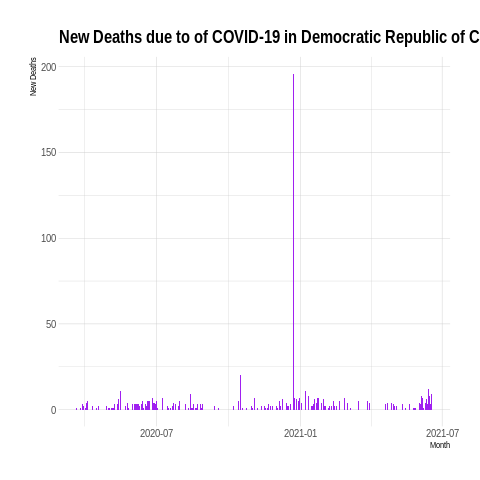 New Deaths due to of COVID-19 in Democratic Republic of C
New Deaths
200
150
100
50
0
2020-07
2021-01
2021-07
Month